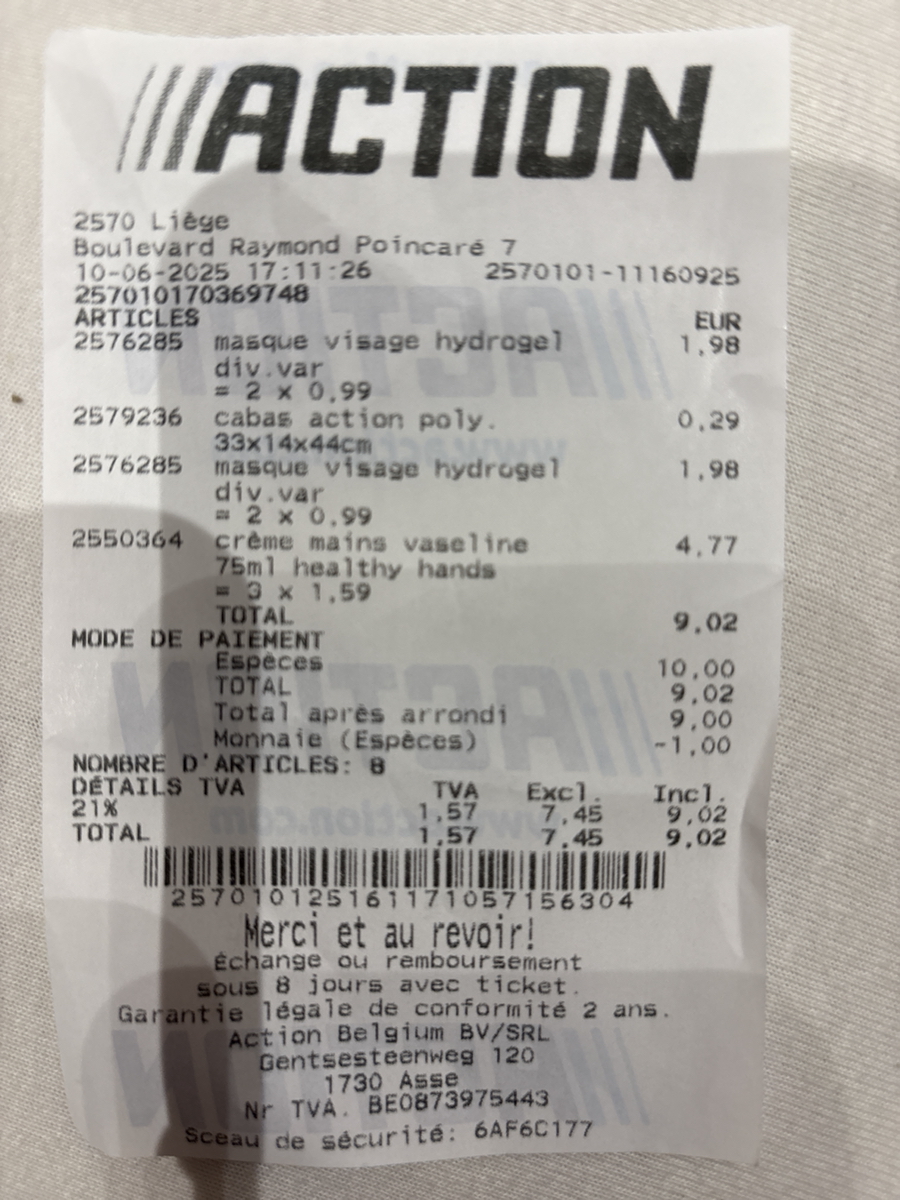 ACTION
2570 Liège
Boulevard Raymond Poincaré 7
10-06-2025 17:11:26 2570101-11160925
257010170369748
ARTICLES EUR
2576285 masque visage hydrogel 1,98
div.var
= 2 x 0,99
2579236 cabas action poly. 0,29
33x14x44cm
2576285 masque visage hydrogel 1,98
div.var
= 2 x 0,99
2550364 crème mains vaseline 4,77
75ml healthy hands
= 3 x 1,59
TOTAL 9,02
MODE DE PAIEMENT
Espèces 10,00
TOTAL 9,02
Total après arrondi 9,00
Monnaie (Espèces) -1,00
NOMBRE D'ARTICLES: 8
DÉTAILS TVA TVA Excl. Incl.
21% 1,57 7,45 9,02
TOTAL 1,57 7,45 9,02
257010125161171057156304
Merci et au revoir!
Échange ou remboursement
sous 8 jours avec ticket.
Garantie légale de conformité 2 ans.
Action Belgium BV/SRL
Gentsesteenweg 120
1730 Asse
Nr TVA. BE0873975443
Sceau de sécurité: 6AF6C177